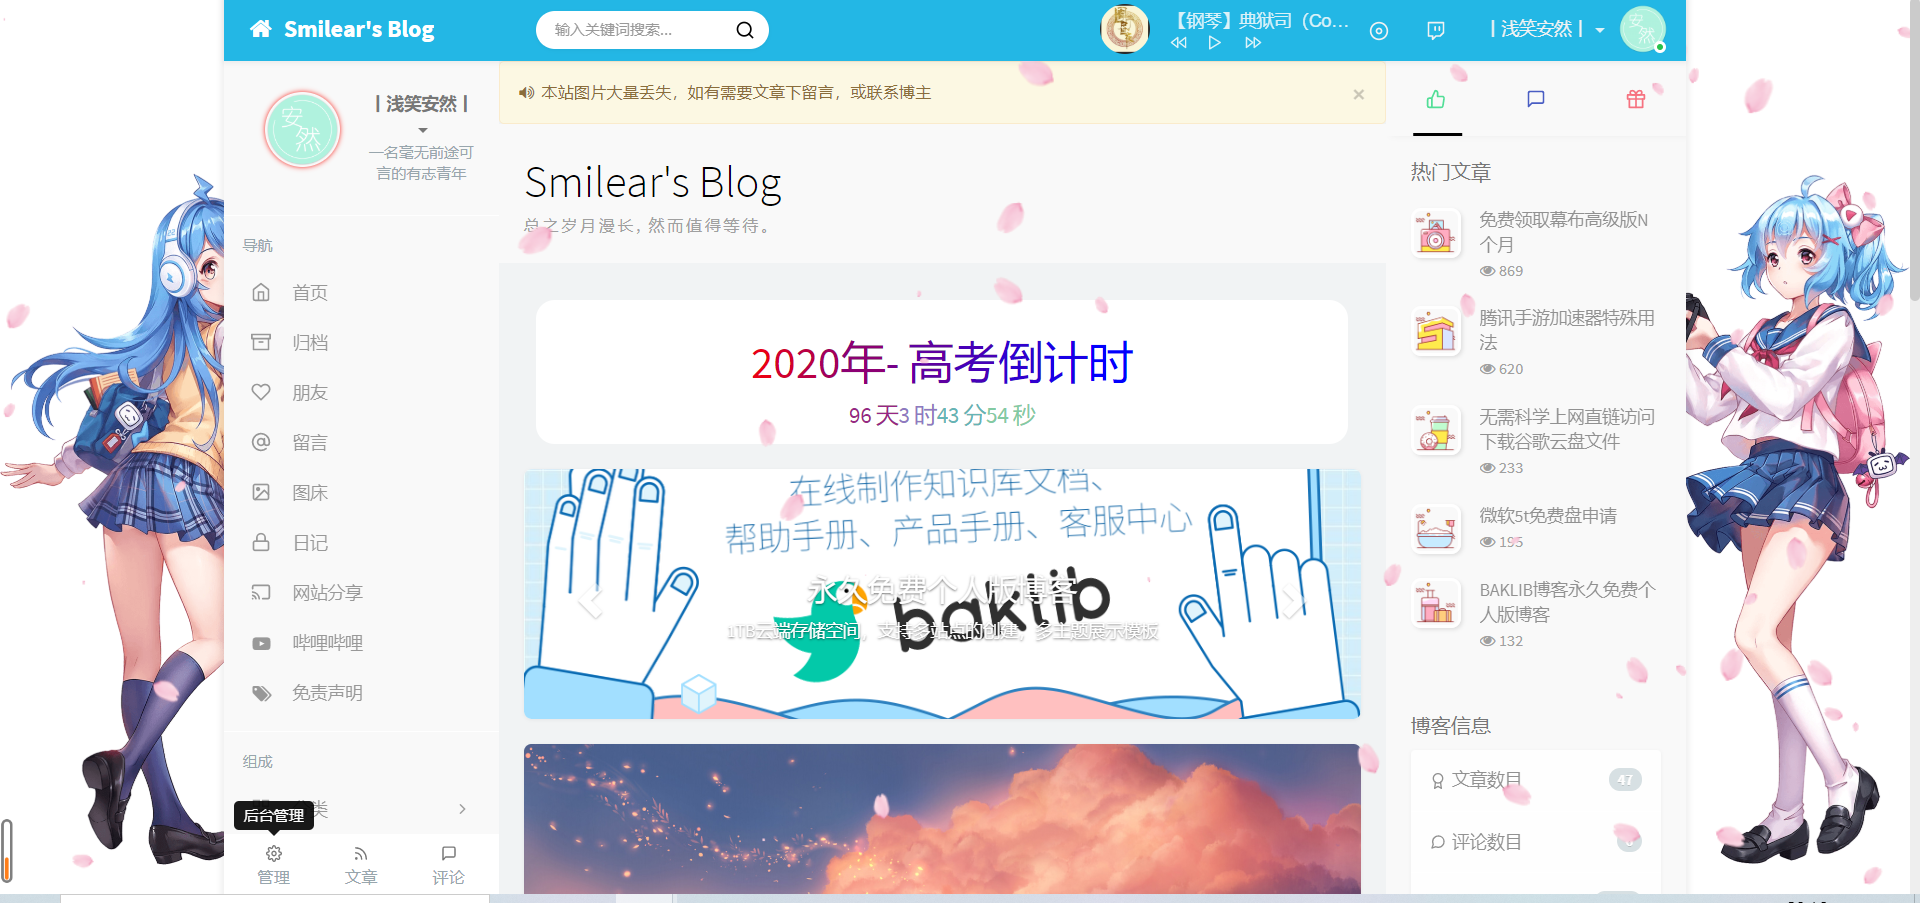 Smilear's Blog
输入关键词搜索...
【钢琴】典狱司（Co...
丨浅笑安然丨
安
然
丨浅笑安然丨
一名毫无前途可
言的有志青年
导航
首页
归档
朋友
留言
图床
日记
网站分享
哔哩哔哩
免责声明
组成
后台管理
类
管理
文章
评论
本站图片大量丢失，如有需要文章下留言，或联系博主
×
Smilear's Blog
总之岁月漫长，然而值得等待。
2020年- 高考倒计时
96 天3 时43 分54 秒
在线制作知识库文档、
帮助手册、产品手册、客服中心
永久免费个人版博客
baklib
1TB云端存储空间，支持多站点的创建，多主题展示模板
热门文章
免费领取幕布高级版N
个月
869
腾讯手游加速器特殊用
法
620
无需科学上网直链访问
下载谷歌云盘文件
233
微软5t免费盘申请
195
BAKLIB博客永久免费个
人版博客
132
博客信息
文章数目
47
评论数目